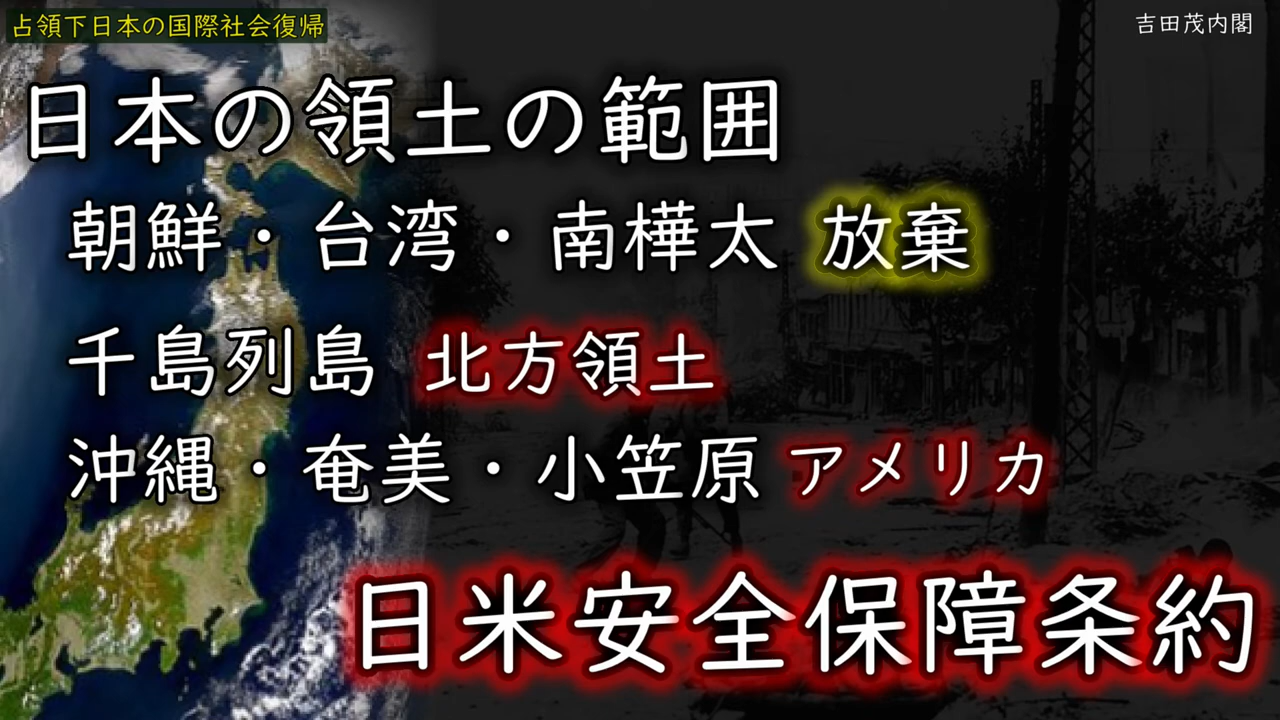 占領下日本の国際社会復帰
吉田茂内閣
日本の領土の範囲
朝鮮・台湾・南樺太 放棄
千島列島 北方領土
沖縄・奄美・小笠原 アメリカ
日米安全保障条約